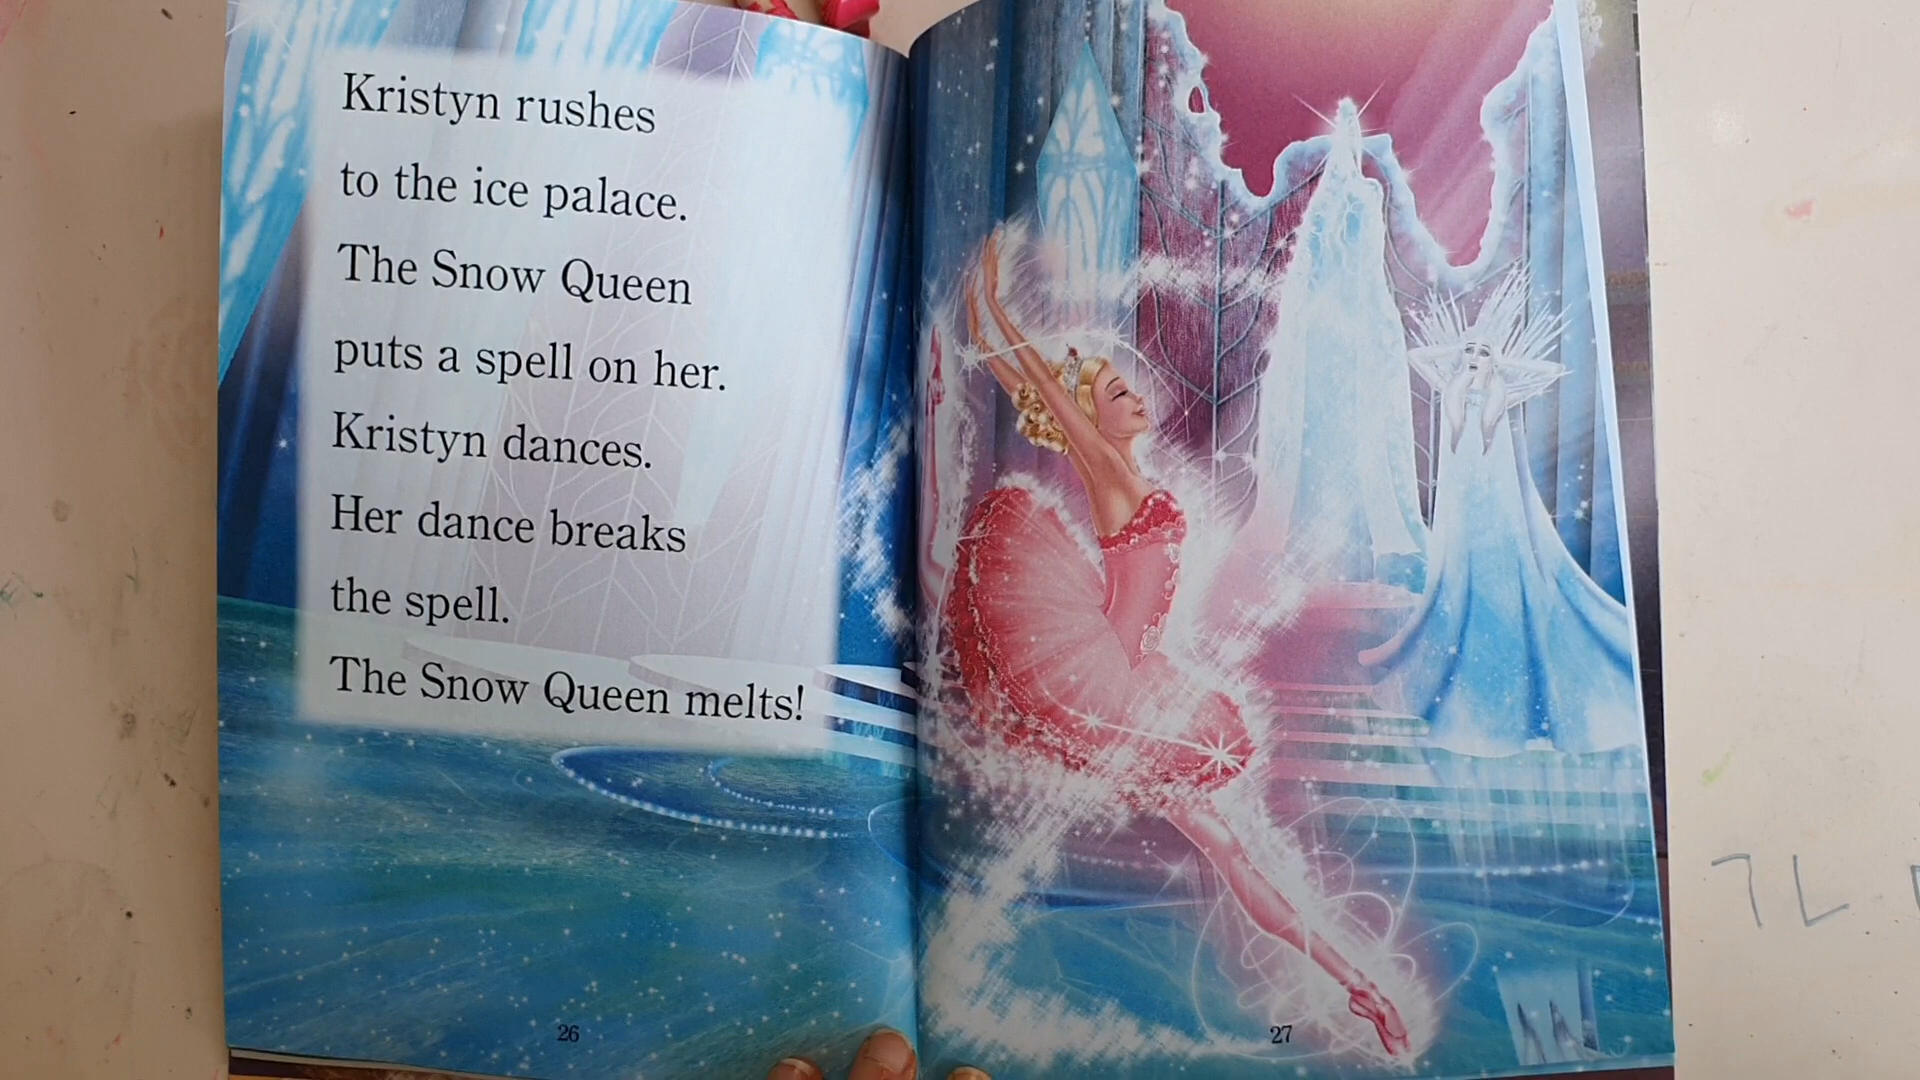 Kristyn rushes
to the ice palace.
The Snow Queen
puts a spell on her.
Kristyn dances.
Her dance breaks
the spell.
The Snow Queen melts!
26
27